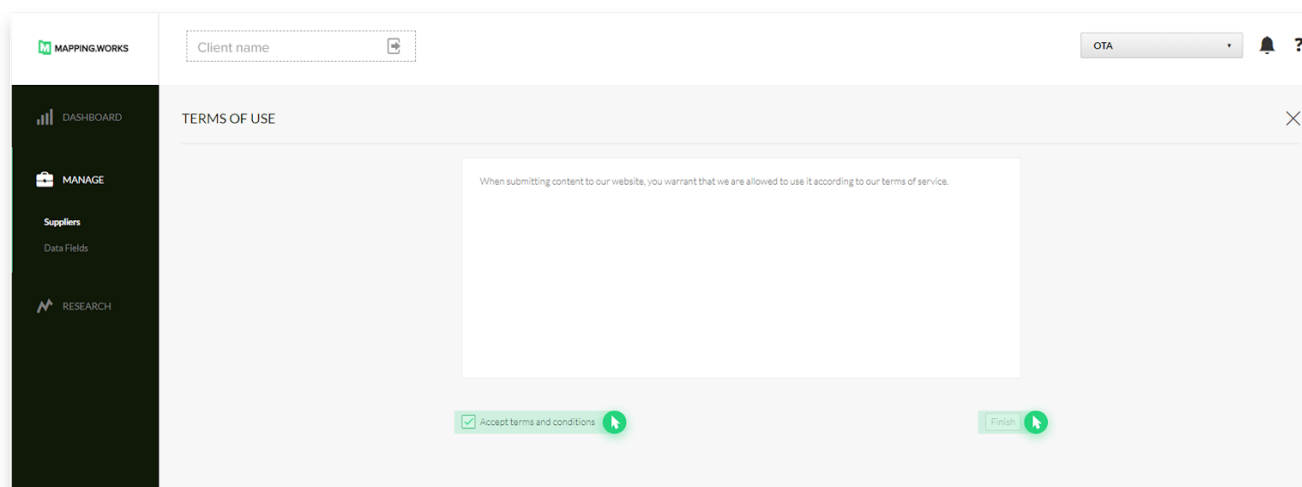 MAPPING.WORKS
Client name
OTA
?
DASHBOARD
TERMS OF USE
MANAGE
When submitting content to our website, you warrant that we are allowed to use it according to our terms of service.
Suppliers
Data Fields
RESEARCH
Accept terms and conditions
Finish